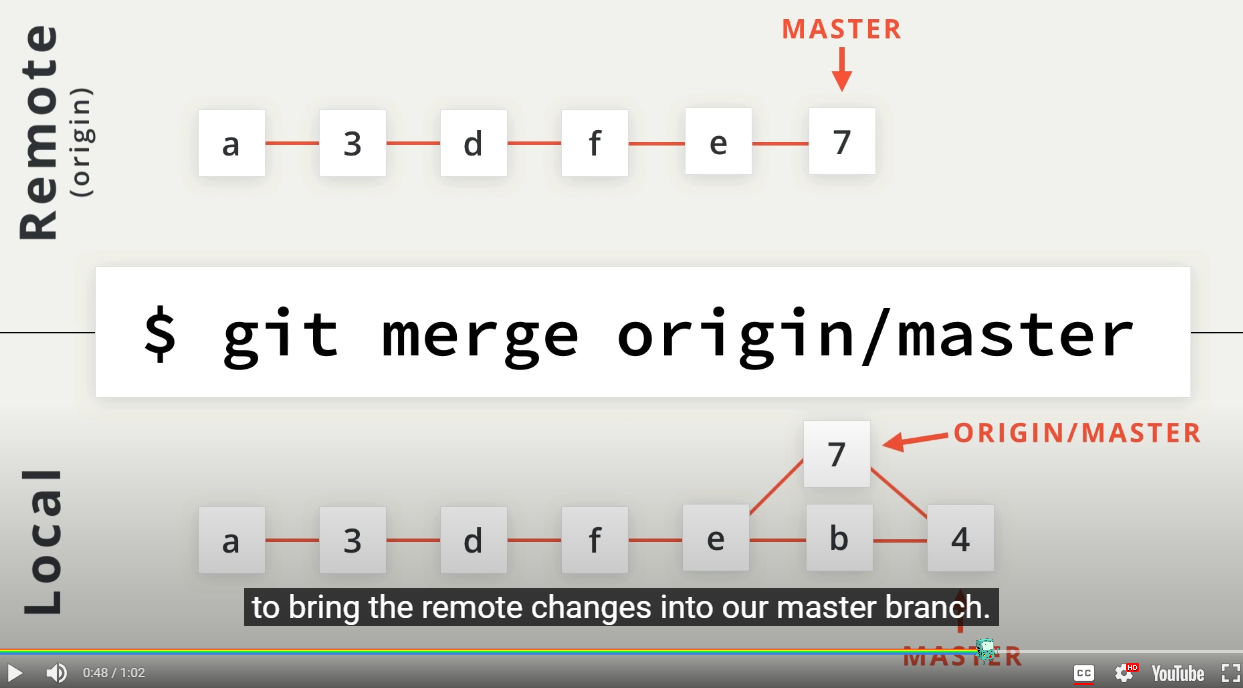 Remote
(origin)
MASTER
a 3 d f e 7
$ git merge origin/master
Local
7
ORIGIN/MASTER
a 3 d f e b 4
to bring the remote changes into our master branch.
MASTER
0:48 / 1:02
CC
HD
YouTube